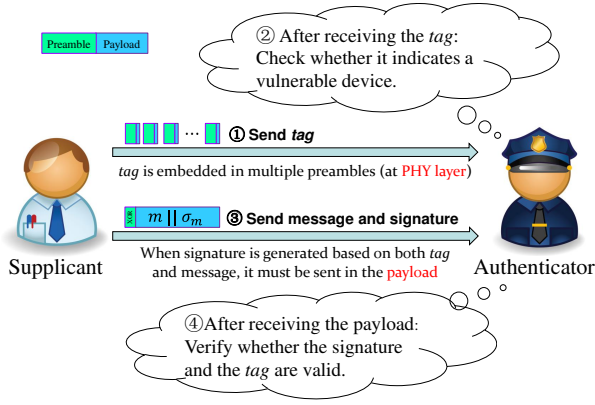 Preamble Payload
② After receiving the tag:
Check whether it indicates a
vulnerable device.
··· ① Send tag
tag is embedded in multiple preambles (at PHY layer)
XOR m || σₘ ③ Send message and signature
When signature is generated based on both tag
and message, it must be sent in the payload
Supplicant
Authenticator
④After receiving the payload:
Verify whether the signature
and the tag are valid.